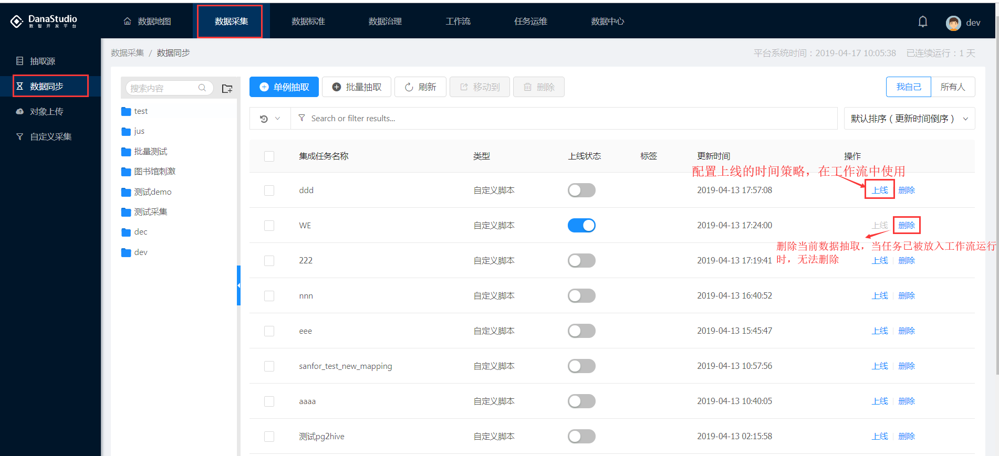 DanaStudio
数智开发平台
数据地图
数据采集
数据标准
数据治理
工作流
任务运维
数据中心
dev
抽取源
数据同步
对象上传
自定义采集
数据采集 / 数据同步
平台系统时间：2019-04-17 10:05:38 已连续运行：1 天
搜索内容
test
jus
批量测试
图书馆刺激
测试demo
测试采集
dec
dev
单例抽取
批量抽取
刷新
移动到
删除
我自己
所有人
Search or filter results...
默认排序（更新时间倒序）
集成任务名称 类型 上线状态 标签 更新时间 操作
配置上线的时间策略，在工作流中使用
ddd 自定义脚本 2019-04-13 17:57:08 上线 删除
WE 自定义脚本 2019-04-13 17:24:00 上线 删除
删除当前数据抽取，当任务已被放入工作流运行
时，无法删除
222 自定义脚本 2019-04-13 17:19:41 上线 删除
nnn 自定义脚本 2019-04-13 16:40:52 上线 删除
eee 自定义脚本 2019-04-13 15:45:47 上线 删除
sanfor_test_new_mapping 自定义脚本 2019-04-13 10:57:56 上线 删除
aaaa 自定义脚本 2019-04-13 10:40:05 上线 删除
测试pg2hive 自定义脚本 2019-04-13 02:15:58 上线 删除